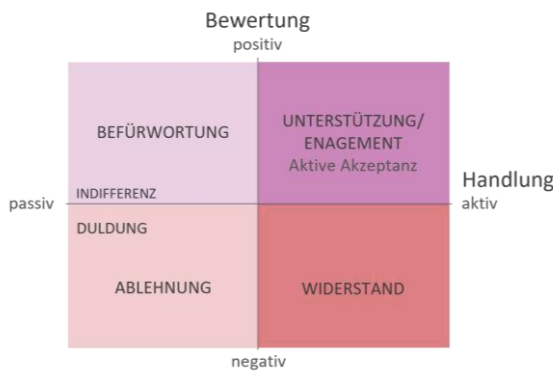 Bewertung
positiv
BEFÜRWORTUNG
UNTERSTÜTZUNG/
ENAGEMENT
Aktive Akzeptanz
INDIFFERENZ
Handlung
passiv
aktiv
DULDUNG
ABLEHNUNG
WIDERSTAND
negativ